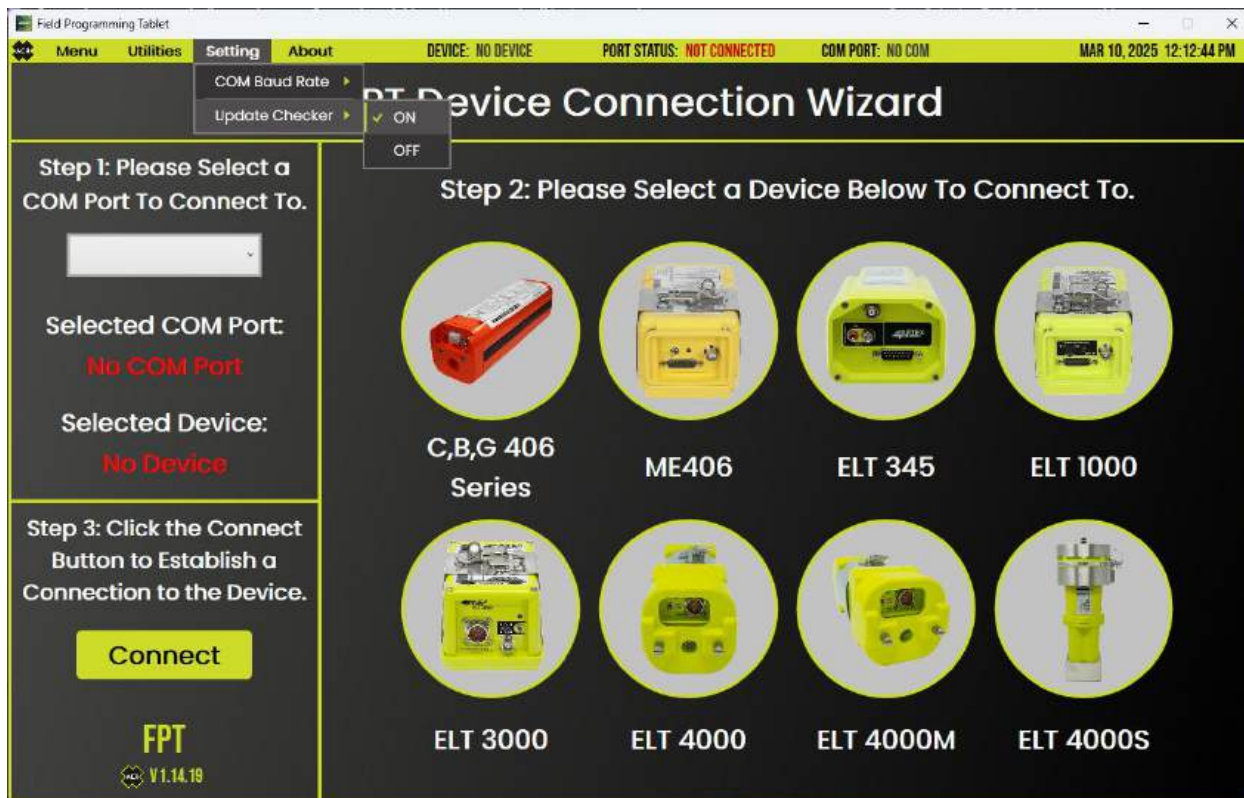 Field Programming Tablet
Menu Utilities Setting About DEVICE: NO DEVICE PORT STATUS: NOT CONNECTED COM PORT: NO COM MAR 10, 2025 12:12:44 PM
COM Baud Rate
Update Checker
ON
OFF
PT Device Connection Wizard
Step 1: Please Select a
COM Port To Connect To.
Selected COM Port:
No COM Port
Selected Device:
No Device
Step 3: Click the Connect
Button to Establish a
Connection to the Device.
Connect
FPT
V 1.14.19
Step 2: Please Select a Device Below To Connect To.
C,B,G 406
Series
ME406
ELT 345
ELT 1000
ELT 3000
ELT 4000
ELT 4000M
ELT 4000S